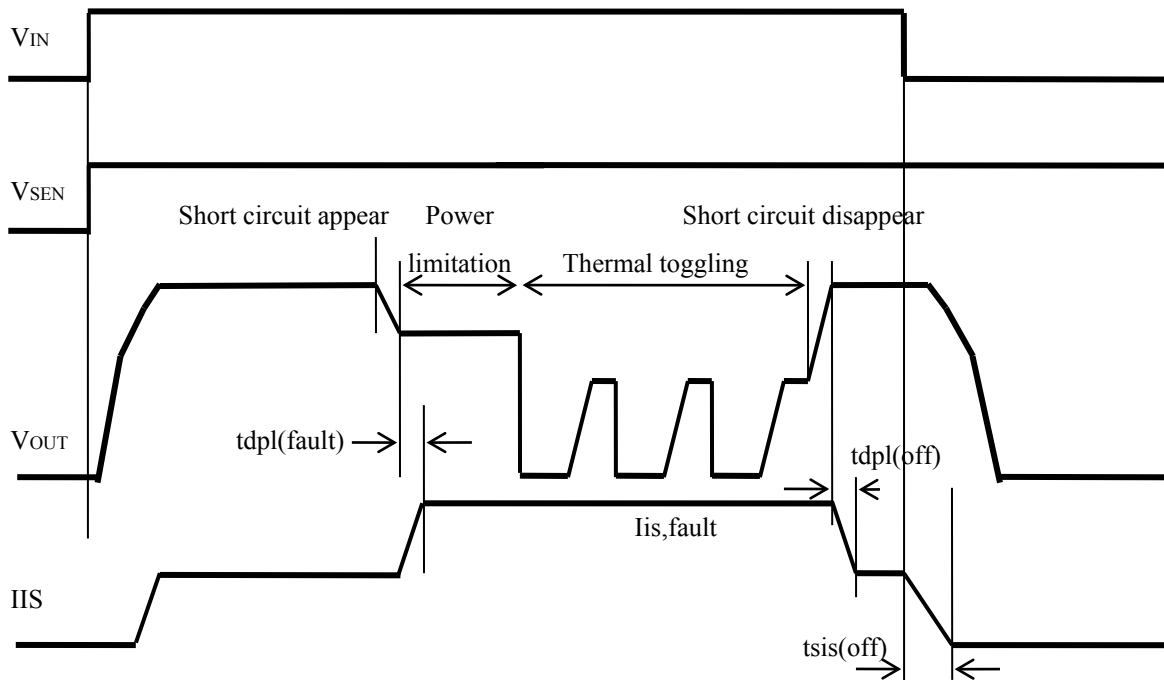 VIN
VSEN
Short circuit appear Power Short circuit disappear
limitation Thermal toggling
VOUT
tdpl(fault)
tdpl(off)
Iis,fault
IIS
tsis(off)